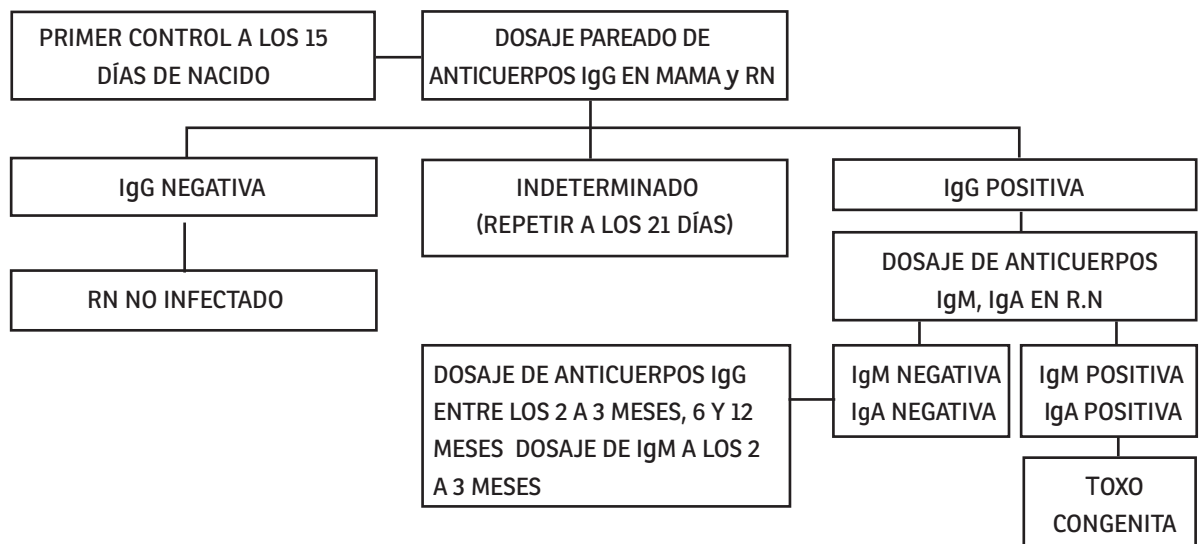 PRIMER CONTROL A LOS 15
DÍAS DE NACIDO
DOSAJE PAREADO DE
ANTICUERPOS IgG EN MAMA y RN
IgG NEGATIVA
INDETERMINADO
(REPETIR A LOS 21 DÍAS)
IgG POSITIVA
RN NO INFECTADO
DOSAJE DE ANTICUERPOS
IgM, IgA EN R.N
DOSAJE DE ANTICUERPOS IgG
ENTRE LOS 2 A 3 MESES, 6 Y 12
MESES DOSAJE DE IgM A LOS 2
A 3 MESES
IgM NEGATIVA
IgA NEGATIVA
IgM POSITIVA
IgA POSITIVA
TOXO
CONGENITA